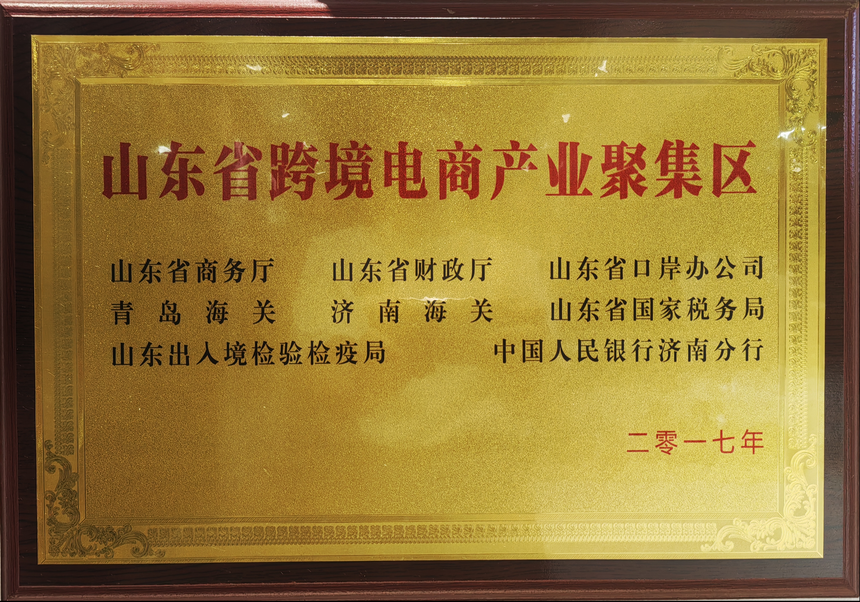 山东省跨境电商产业聚集区
山东省商务厅 山东省财政厅 山东省口岸办公司
青岛海关 济南海关 山东省国家税务局
山东出入境检验检疫局 中国人民银行济南分行
二零一七年